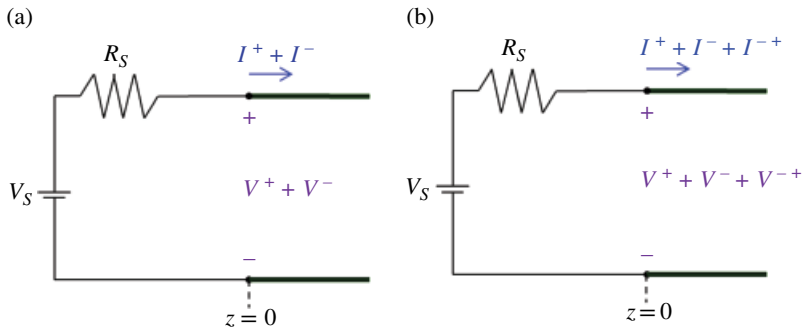 (a)
R_S
I⁺ + I⁻
+
V_S
V⁺ + V⁻
−
z = 0
(b)
R_S
I⁺ + I⁻ + I⁻⁺
+
V_S
V⁺ + V⁻ + V⁻⁺
−
z = 0